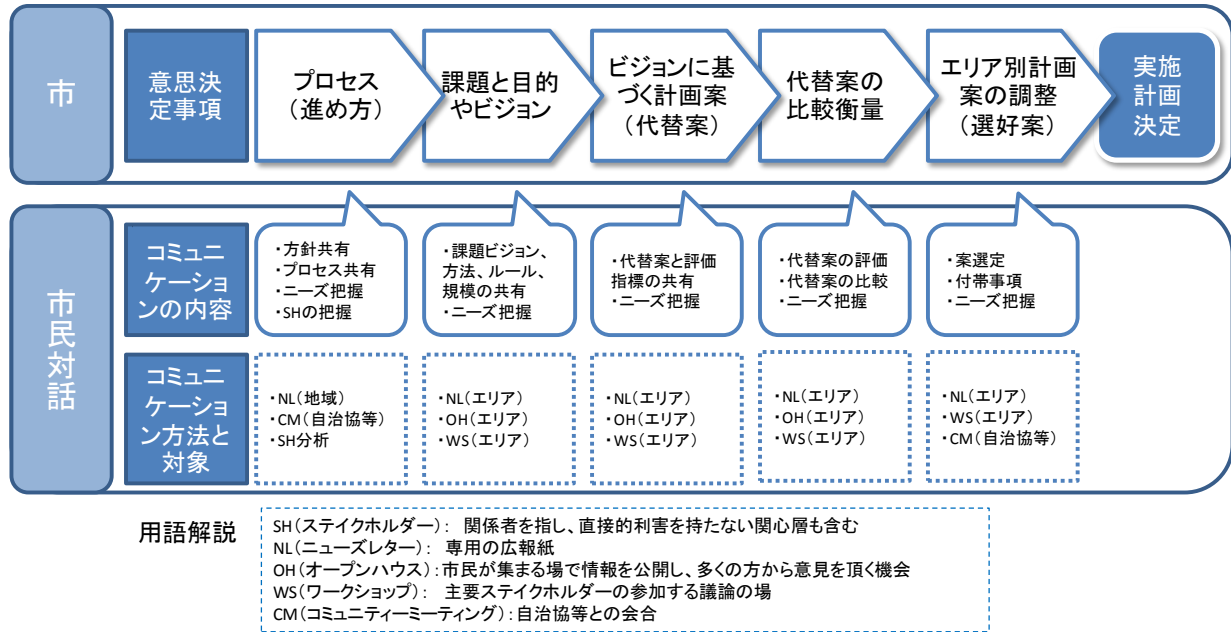 市
意思決
定事項
プロセス
（進め方）
課題と目的
やビジョン
ビジョンに基
づく計画案
（代替案）
代替案の
比較衡量
エリア別計画
案の調整
（選好案）
実施
計画
決定
市民対話
コミュニ
ケーショ
ンの内容
・方針共有
・プロセス共有
・ニーズ把握
・SHの把握
・課題ビジョン、
方法、ルール、
規模の共有
・ニーズ把握
・代替案と評価
指標の共有
・ニーズ把握
・代替案の評価
・代替案の比較
・ニーズ把握
・案選定
・付帯事項
・ニーズ把握
コミュニ
ケーショ
ン方法と
対象
・NL（地域）
・CM（自治協等）
・SH分析
・NL（エリア）
・OH（エリア）
・WS（エリア）
・NL（エリア）
・OH（エリア）
・WS（エリア）
・NL（エリア）
・OH（エリア）
・WS（エリア）
・NL（エリア）
・WS（エリア）
・CM（自治協等）
用語解説
SH（ステイクホルダー）： 関係者を指し、直接的利害を持たない関心層も含む
NL（ニューズレター）： 専用の広報紙
OH（オープンハウス）：市民が集まる場で情報を公開し、多くの方から意見を頂く機会
WS（ワークショップ）： 主要ステイクホルダーの参加する議論の場
CM（コミュニティーミーティング）：自治協等との会合